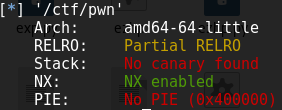 [*] '/ctf/pwn'
Arch: amd64-64-little
RELRO: Partial RELRO
Stack: No canary found
NX: NX enabled
PIE: No PIE (0x400000)